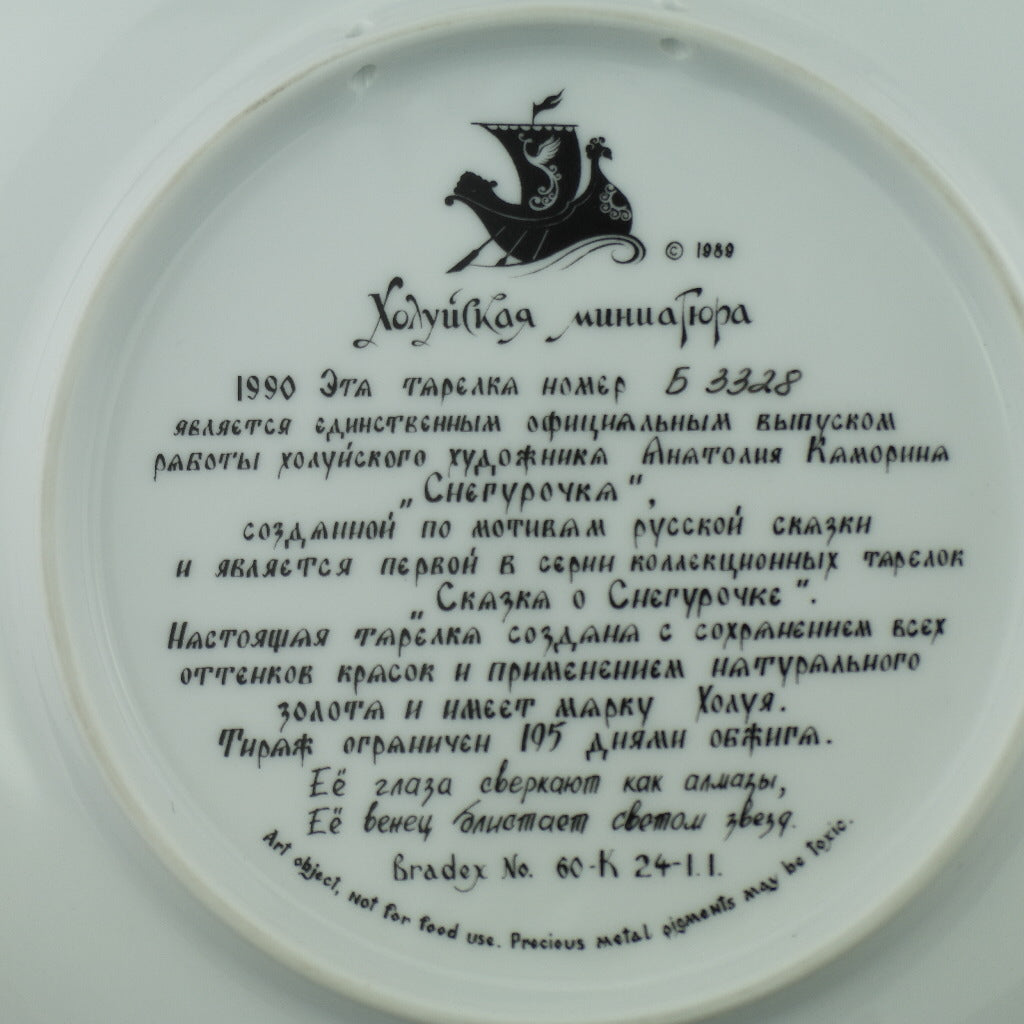 © 1989
Холуйская миниатюра
1990 Эта тарелка номер Б 3328
является единственным официальным выпуском
работы холуйского художника Анатолия Каморина
„Снегурочка",
созданной по мотивам русской сказки
и является первой в серии коллекционных тарелок
„Сказка о Снегурочке".
Настоящая тарелка создана с сохранением всех
оттенков красок и применением натурального
золота и имеет марку Холуя.
Тираж ограничен 195 днями обжига.
Её глаза сверкают как алмазы,
Её венец блистает светом звезд.
Bradex No. 60-K 24-1.1.
Art object, not for food use. Precious metal pigments may be toxic.